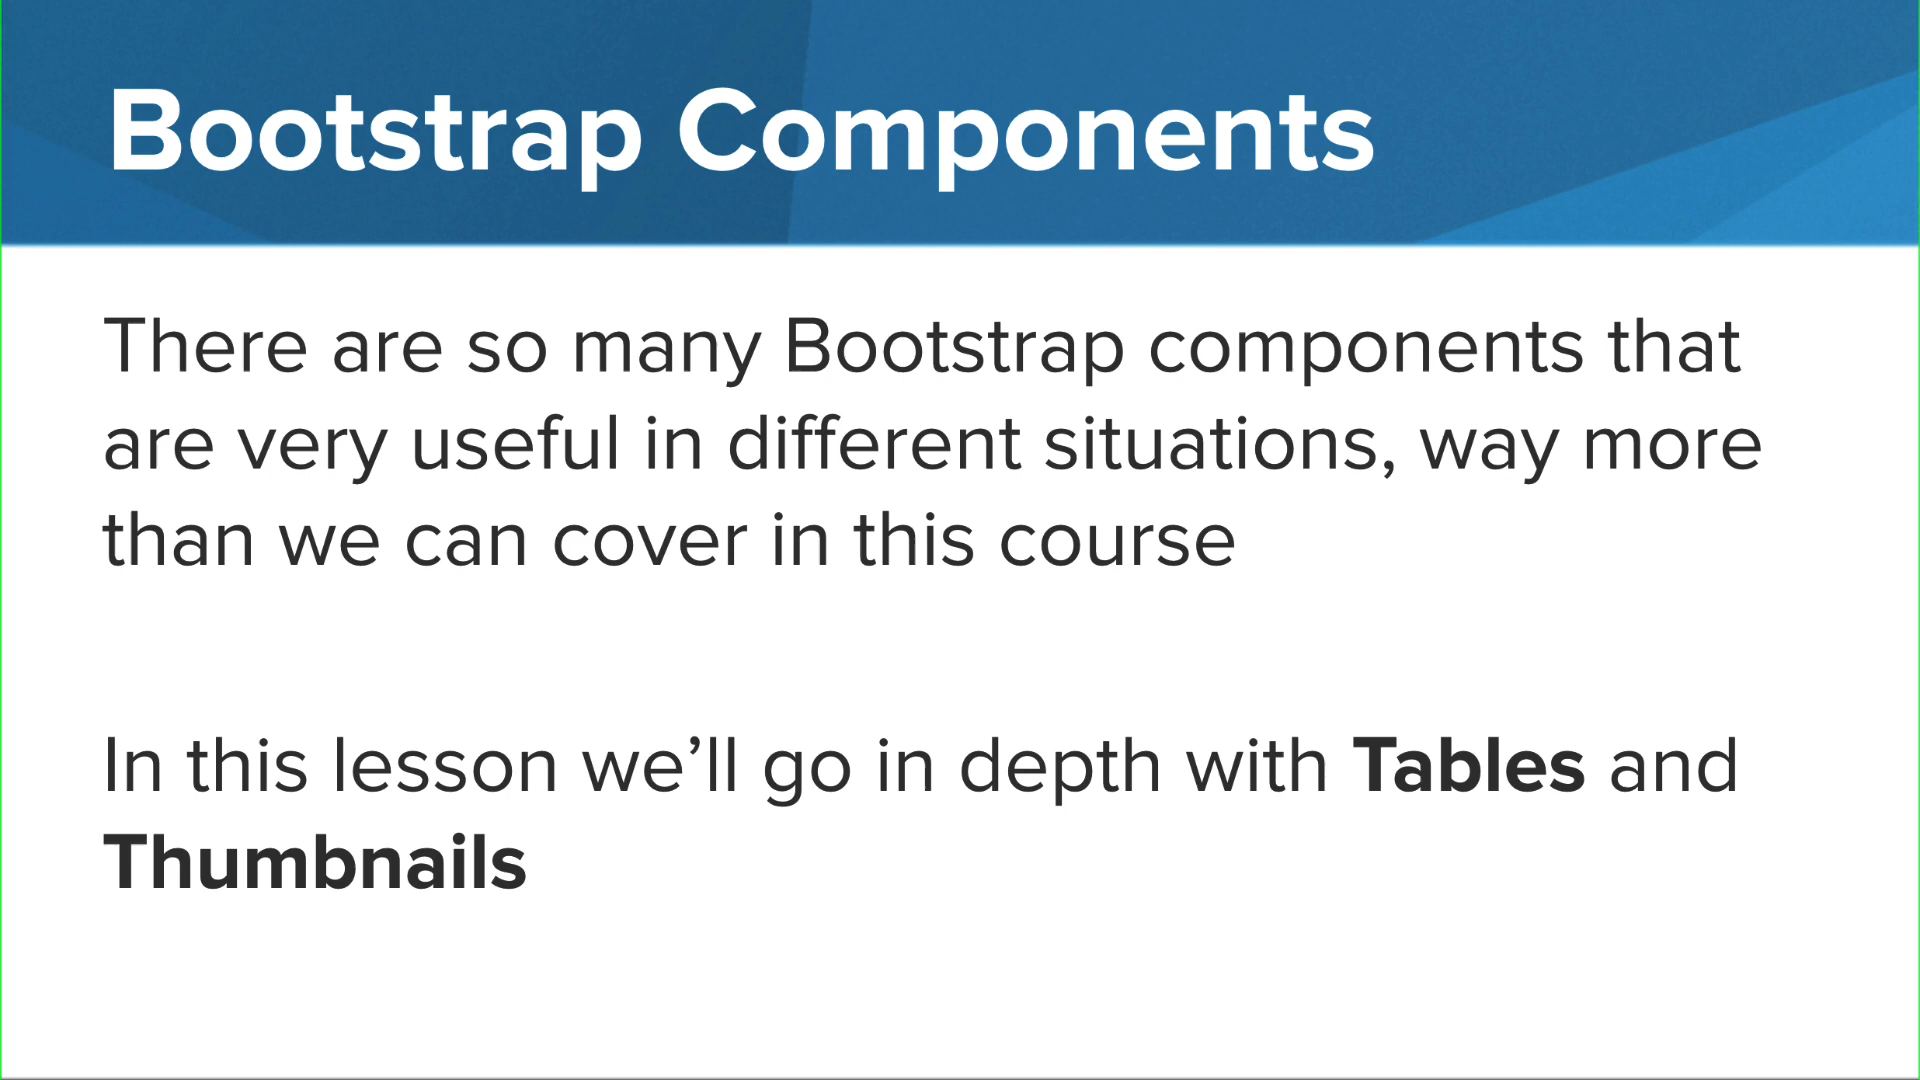 Bootstrap Components
There are so many Bootstrap components that
are very useful in different situations, way more
than we can cover in this course
In this lesson we’ll go in depth with Tables and
Thumbnails